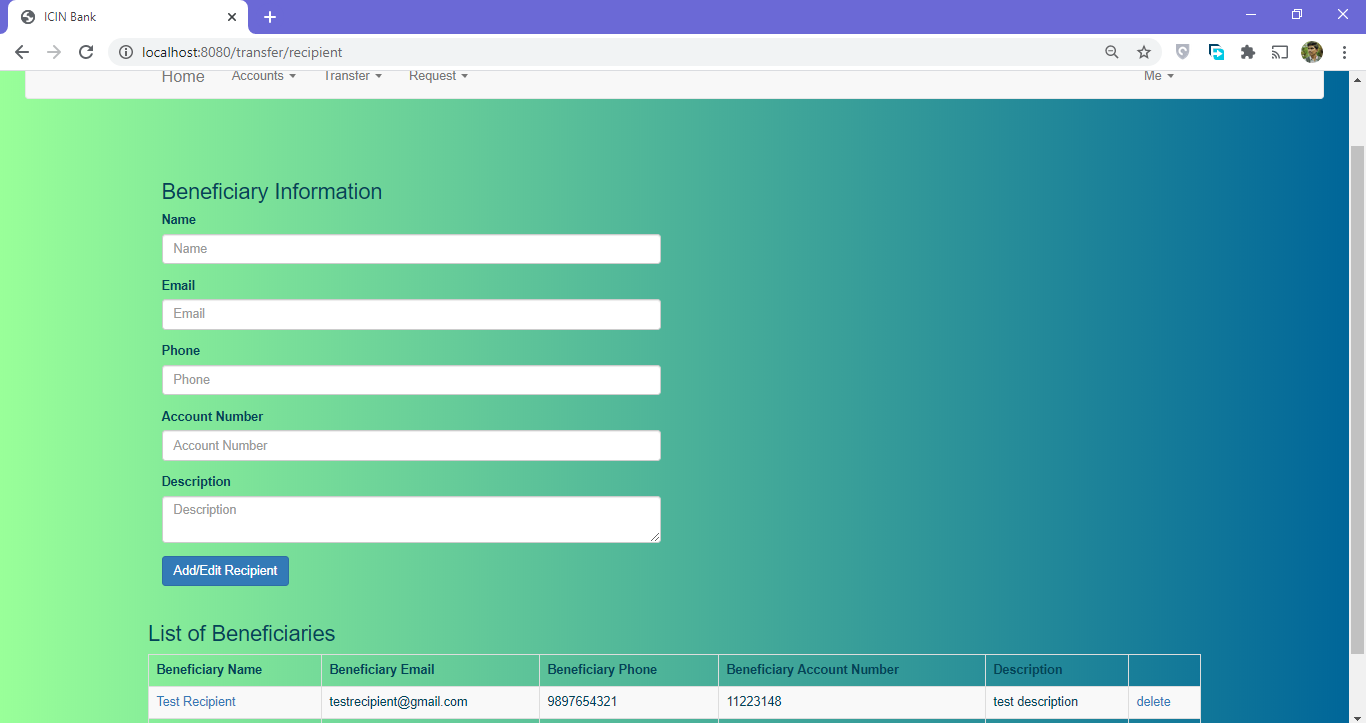 ICIN Bank
localhost:8080/transfer/recipient
Home Accounts Transfer Request Me
Beneficiary Information
Name
Name
Email
Email
Phone
Phone
Account Number
Account Number
Description
Description
Add/Edit Recipient
List of Beneficiaries
Beneficiary Name Beneficiary Email Beneficiary Phone Beneficiary Account Number Description
Test Recipient testrecipient@gmail.com 9897654321 11223148 test description delete